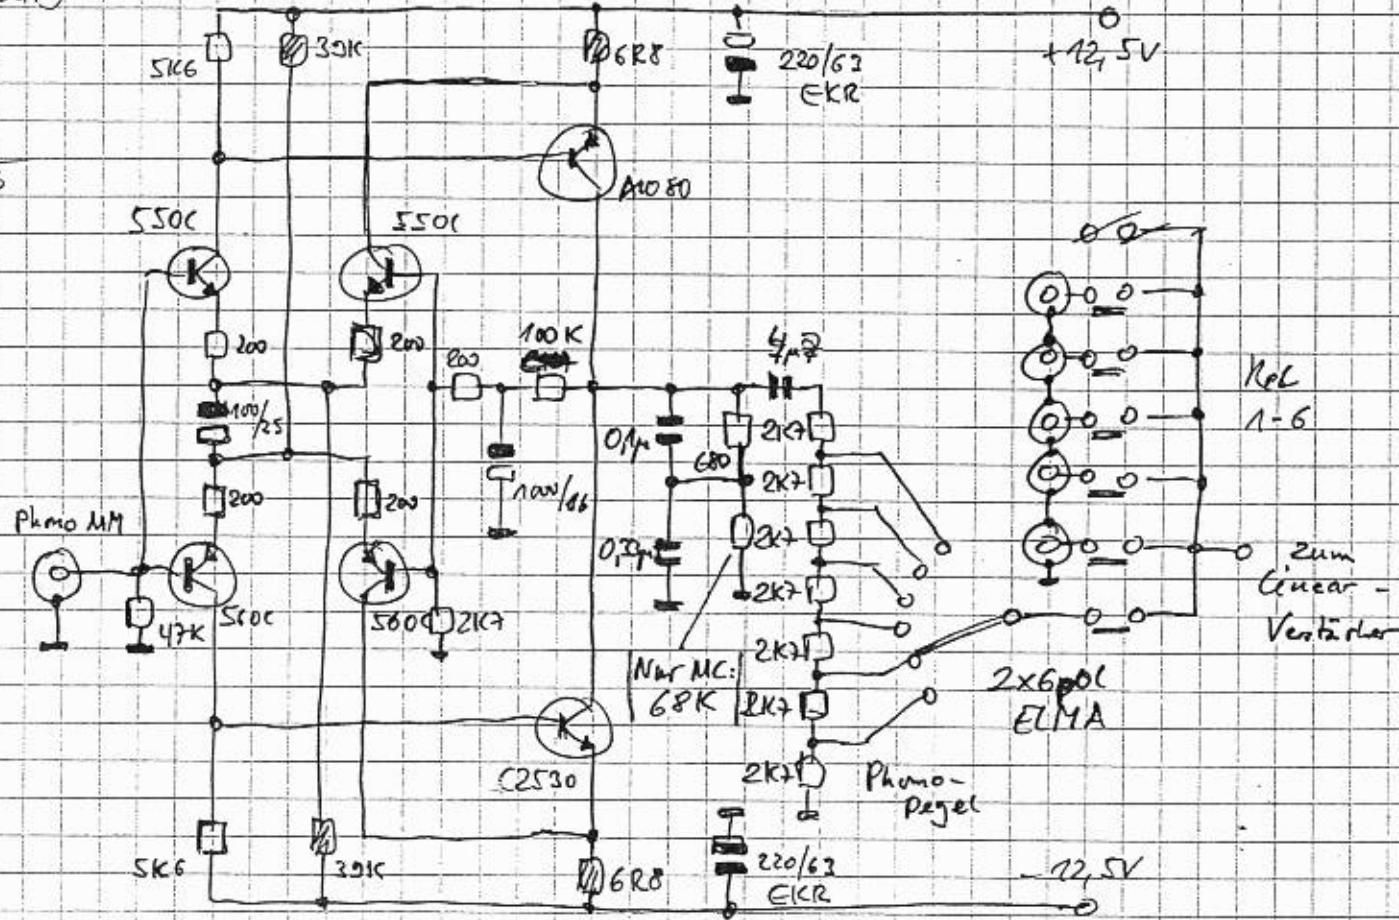 5K6
39K
6R8
220/63
EKR
+12,5V
A1080
550C
550C
200
200
200
100K
4µ7
100/25
0,1µ
680
2K7
2K7
2K7
2K7
2K7
2K7
2K7
Kpl
1-6
200
200
1000/16
0,33µ
Phono MM
47K
560C
560C
2K7
Nur MC:
68K
zum
Linear-
Verstärker
2x6pol
ELMA
C2530
Phono-
pegel
5K6
39K
6R8
220/63
EKR
-12,5V